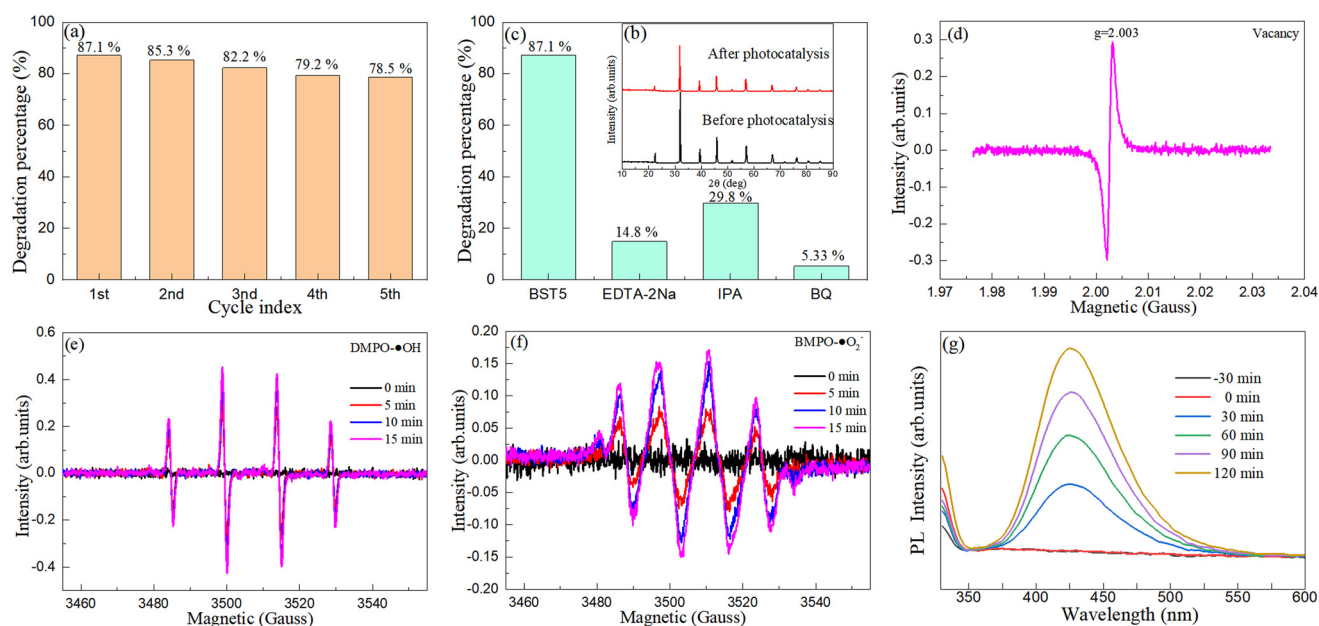 (a)
Degradation percentage (%)
100
80
60
40
20
0
87.1 %
85.3 %
82.2 %
79.2 %
78.5 %
1st
2nd
3nd
4th
5th
Cycle index
(c)
Degradation percentage (%)
100
80
60
40
20
0
87.1 %
14.8 %
29.8 %
5.33 %
BST5
EDTA-2Na
IPA
BQ
(b)
After photocatalysis
Before photocatalysis
Intensity (arb.units)
10 20 30 40 50 60 70 80 90
2θ (deg)
(d)
g=2.003
Vacancy
Intensity (arb.units)
0.3
0.2
0.1
0.0
-0.1
-0.2
-0.3
1.97 1.98 1.99 2.00 2.01 2.02 2.03 2.04
Magnetic (Gauss)
(e)
DMPO-●OH
0 min
5 min
10 min
15 min
Intensity (arb.units)
0.6
0.4
0.2
0.0
-0.2
-0.4
3460 3480 3500 3520 3540
Magnetic (Gauss)
(f)
BMPO-●O₂⁻
0 min
5 min
10 min
15 min
Intensity (arb.units)
0.20
0.15
0.10
0.05
0.00
0.05
0.10
0.15
0.20
3460 3480 3500 3520 3540
Magnetic (Gauss)
(g)
-30 min
0 min
30 min
60 min
90 min
120 min
PL Intensity (arb.units)
350 400 450 500 550 600
Wavelength (nm)